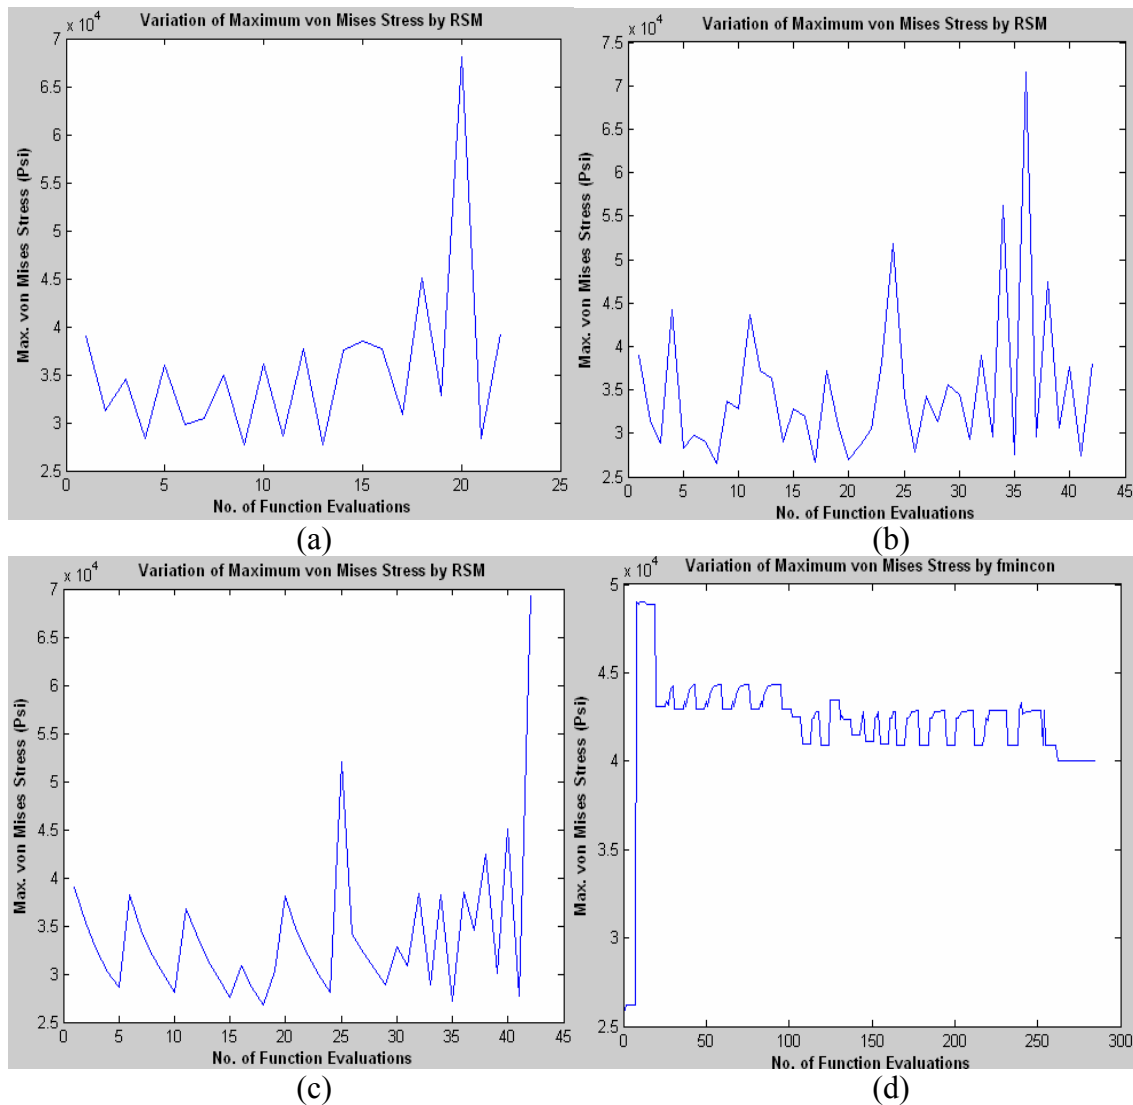 Variation of Maximum von Mises Stress by RSM
x 10^4
7
6.5
6
5.5
5
4.5
4
3.5
3
2.5
Max. von Mises Stress (Psi)
0 5 10 15 20 25
No. of Function Evaluations
(a)
Variation of Maximum von Mises Stress by RSM
x 10^4
7.5
7
6.5
6
5.5
5
4.5
4
3.5
3
2.5
Max. von Mises Stress (Psi)
0 5 10 15 20 25 30 35 40 45
No. of Function Evaluations
(b)
Variation of Maximum von Mises Stress by RSM
x 10^4
7
6.5
6
5.5
5
4.5
4
3.5
3
2.5
Max. von Mises Stress (Psi)
0 5 10 15 20 25 30 35 40 45
No. of Function Evaluations
(c)
Variation of Maximum von Mises Stress by fmincon
x 10^4
5
4.5
4
3.5
3
2.5
Max. von Mises Stress (Psi)
0 50 100 150 200 250 300
No. of Function Evaluations
(d)